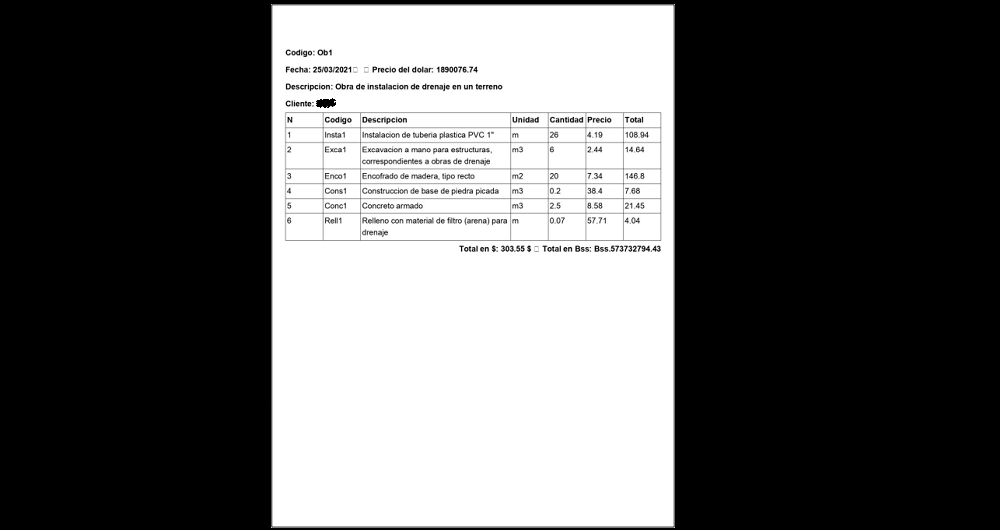 Codigo: Ob1
Fecha: 25/03/2021 Precio del dolar: 1890076.74
Descripcion: Obra de instalacion de drenaje en un terreno
Cliente:
N Codigo Descripcion Unidad Cantidad Precio Total
1 Insta1 Instalacion de tuberia plastica PVC 1" m 26 4.19 108.94
2 Exca1 Excavacion a mano para estructuras, m3 6 2.44 14.64
correspondientes a obras de drenaje
3 Enco1 Encofrado de madera, tipo recto m2 20 7.34 146.8
4 Cons1 Construccion de base de piedra picada m3 0.2 38.4 7.68
5 Conc1 Concreto armado m3 2.5 8.58 21.45
6 Rell1 Relleno con material de filtro (arena) para m 0.07 57.71 4.04
drenaje
Total en $: 303.55 $ Total en Bss: Bss.573732794.43